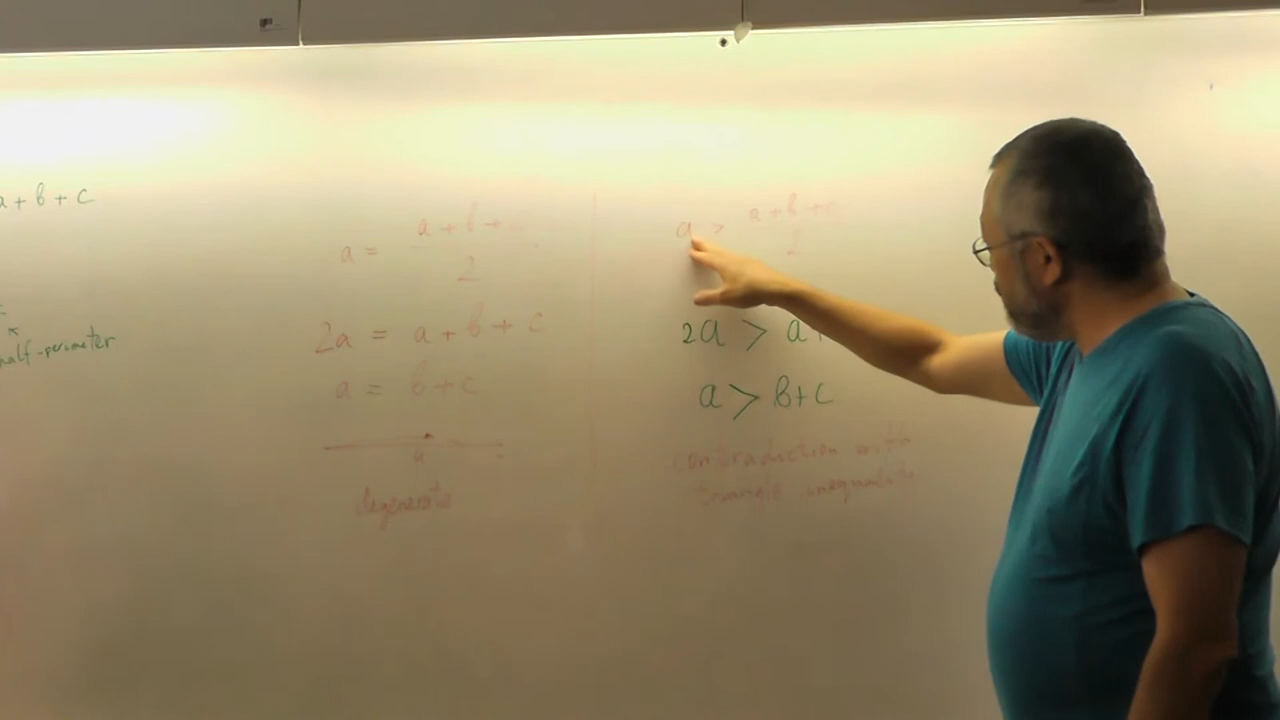 a + b + c
half-perimeter
a = a + b +
2
2a = a + b + c
a = b + c
a
degenerate
a > a + b + c
2
2a > a +
a > b + c
contradiction with
triangle inequality